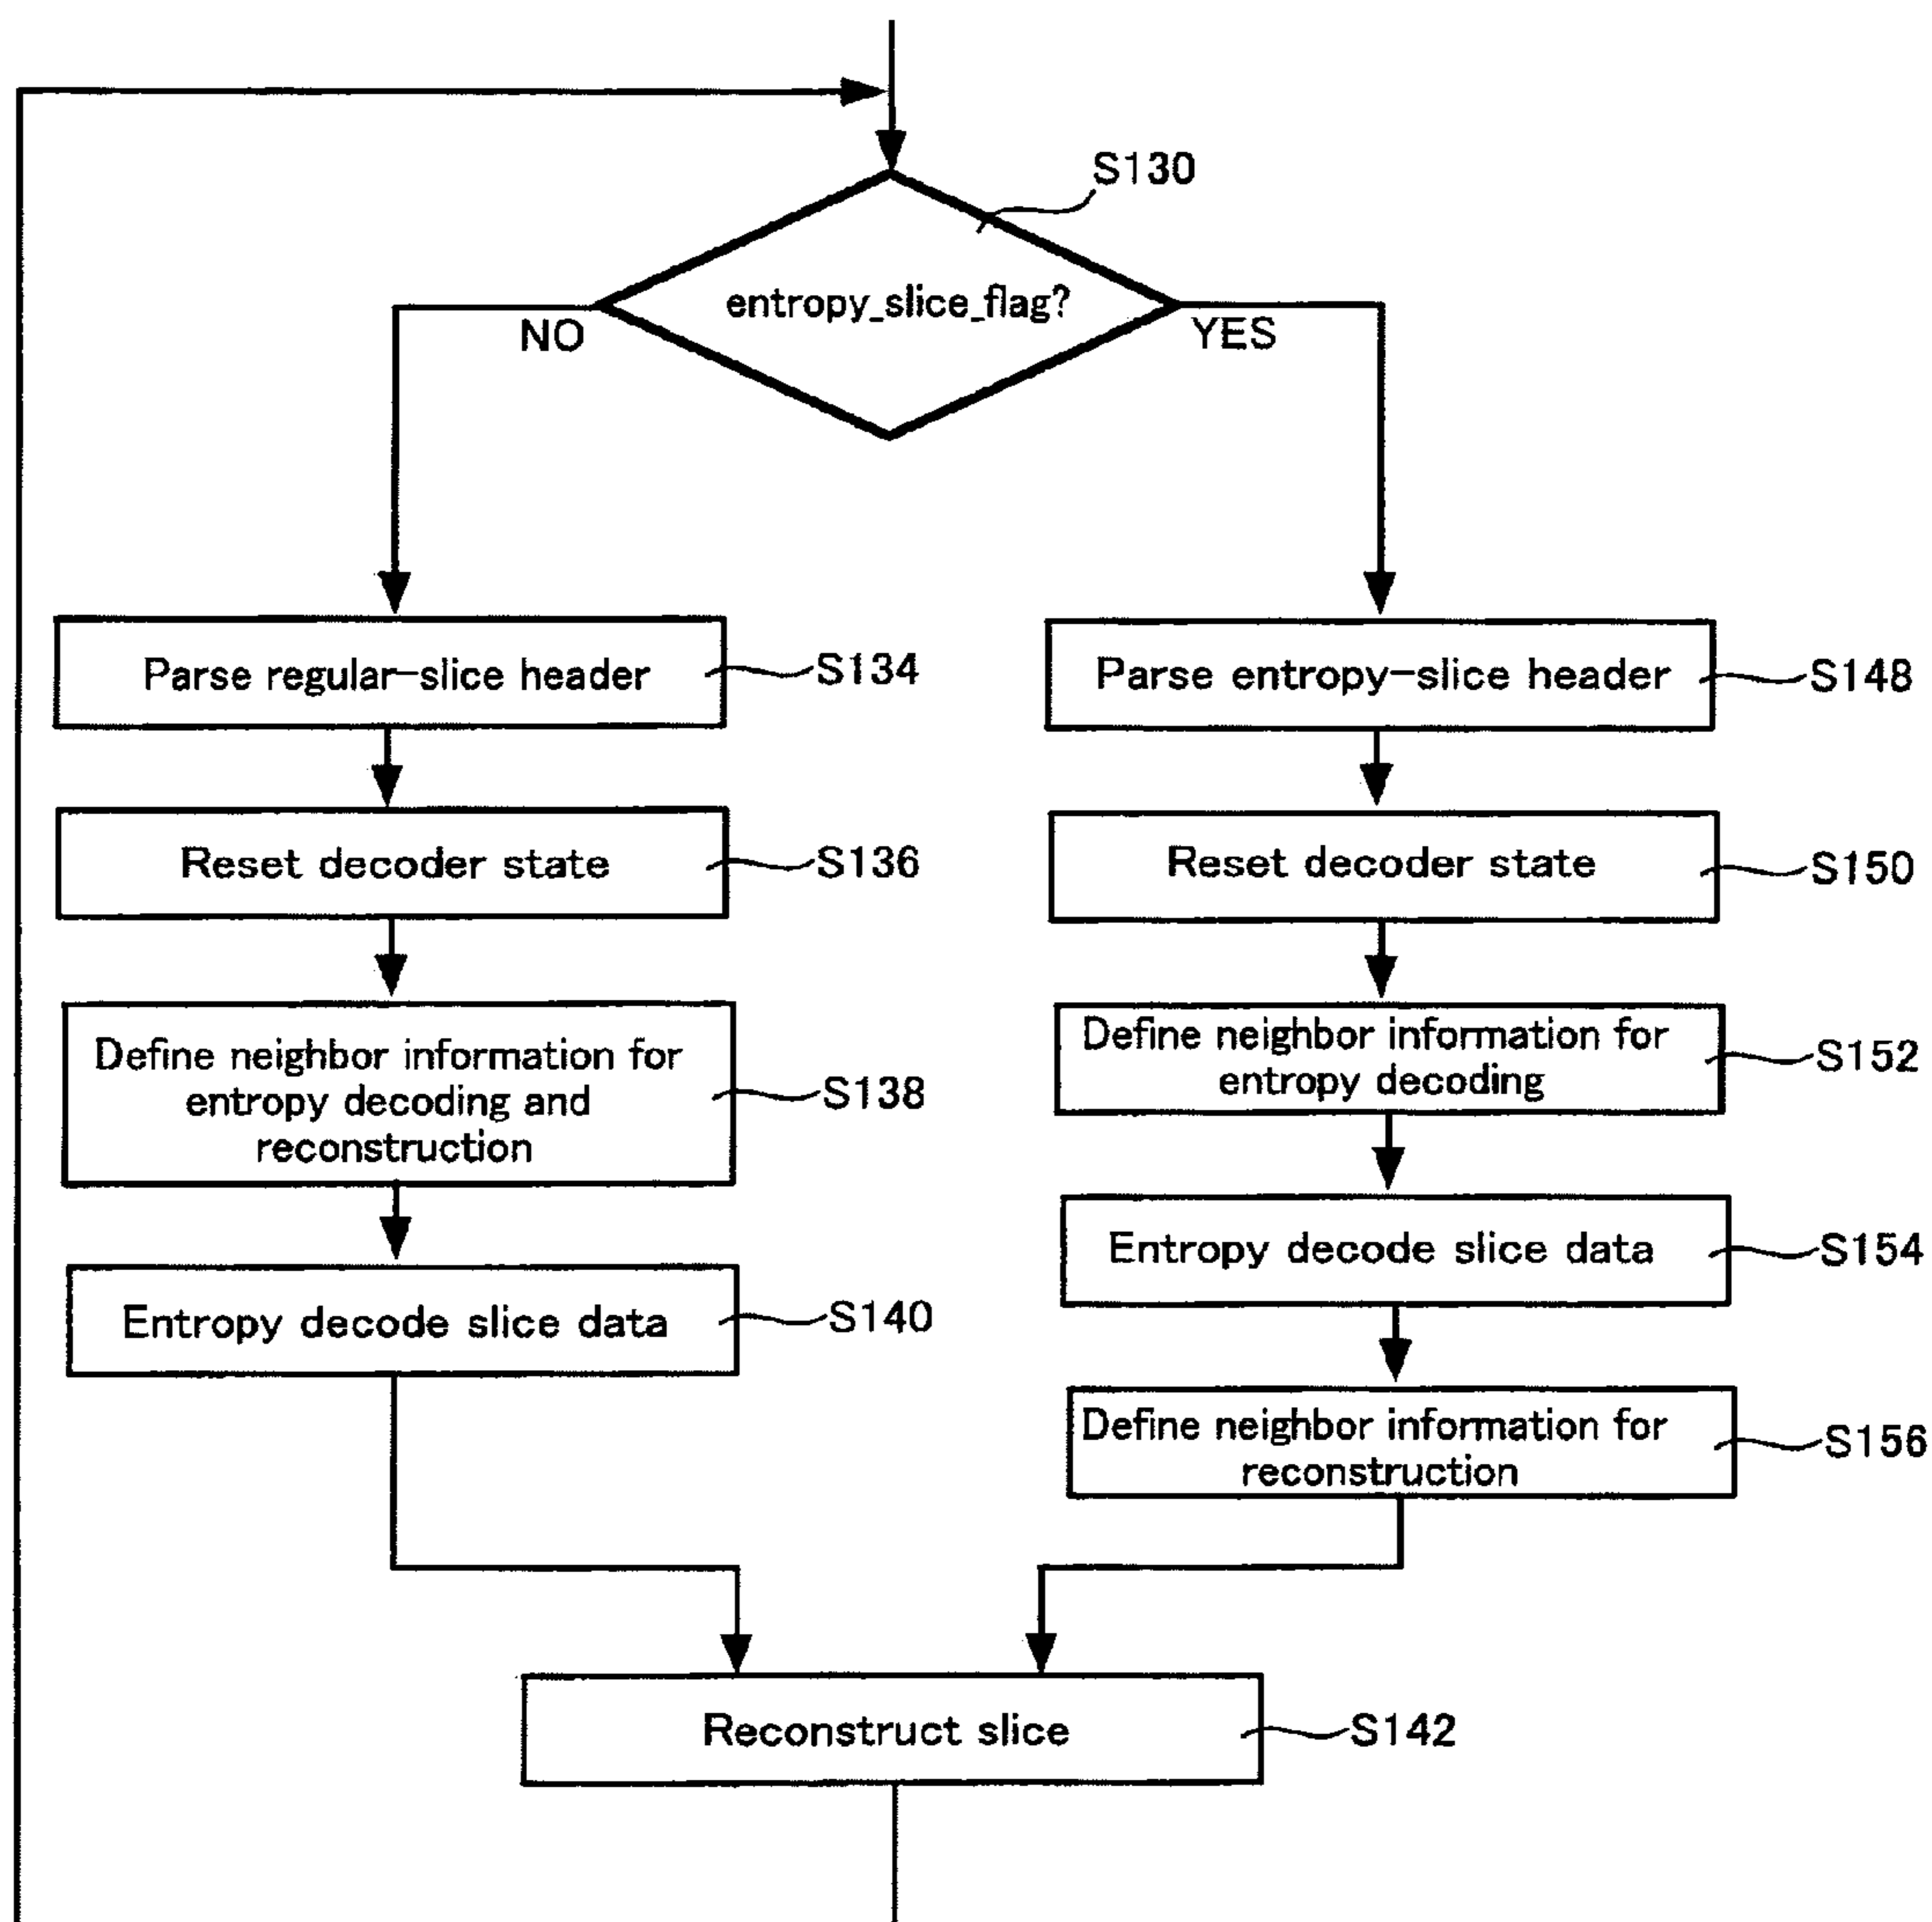 S130
entropy_slice_flag?
NO
YES
Parse regular-slice header
S134
Reset decoder state
S136
Define neighbor information for
entropy decoding and
reconstruction
S138
Entropy decode slice data
S140
Parse entropy-slice header
S148
Reset decoder state
S150
Define neighbor information for
entropy decoding
S152
Entropy decode slice data
S154
Define neighbor information for
reconstruction
S156
Reconstruct slice
S142